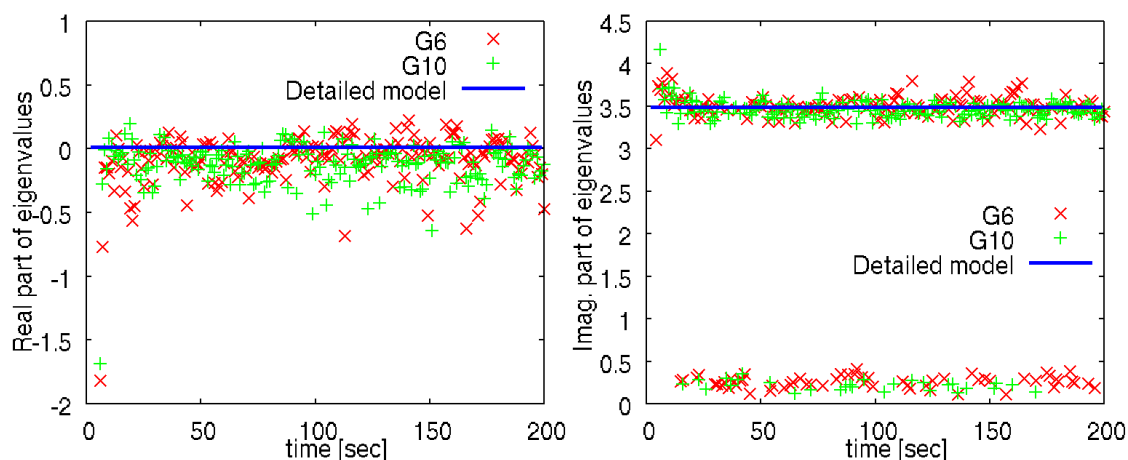 1
0.5
0
-0.5
-1
-1.5
-2
Real part of eigenvalues
G6
G10
Detailed model
0 50 100 150 200
time [sec]
4.5
4
3.5
3
2.5
2
1.5
1
0.5
0
Imag. part of eigenvalues
G6
G10
Detailed model
0 50 100 150 200
time [sec]